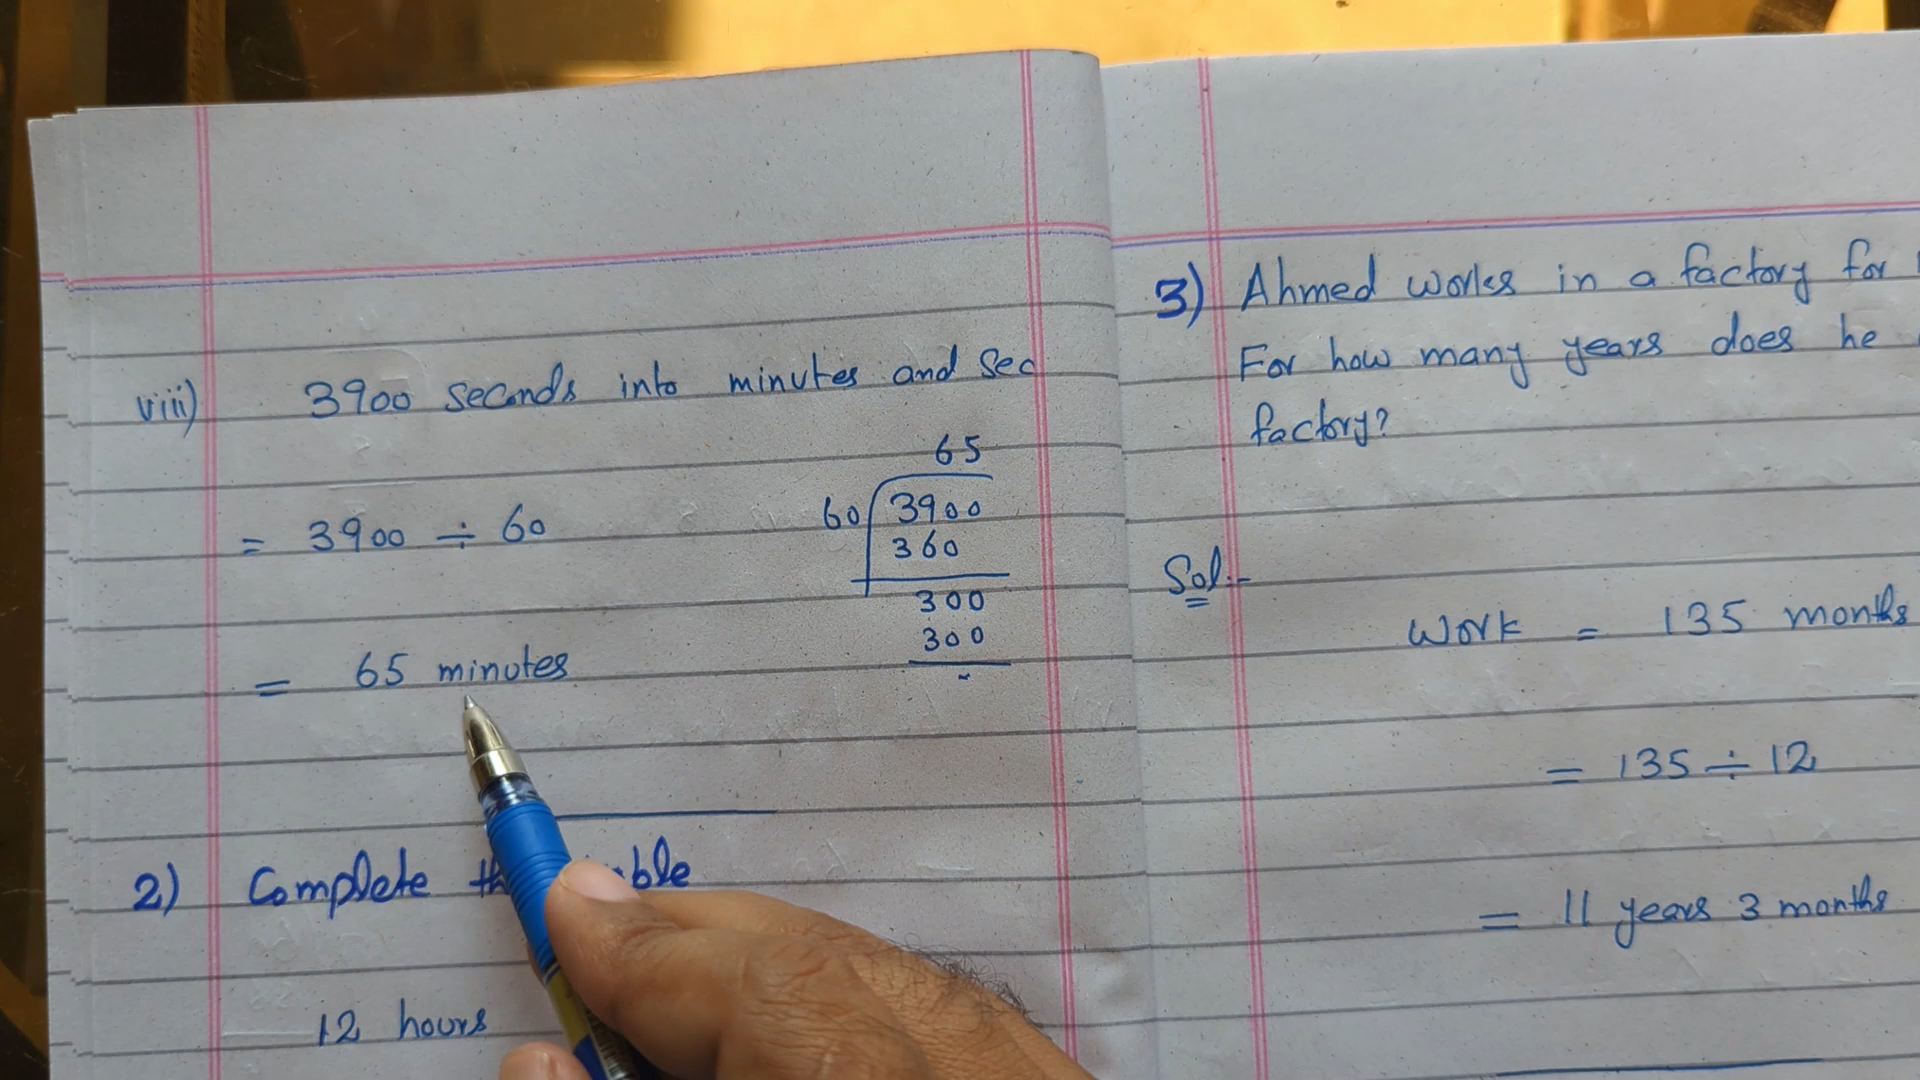 viii) 3900 seconds into minutes and sec
= 3900 ÷ 60
65
60 3900
360
300
300
= 65 minutes
2) Complete
12 hours
3) Ahmed works in a factory for
For how many years does he
factory?
Sol:-
Work = 135 months
= 135 ÷ 12
= 11 years 3 months